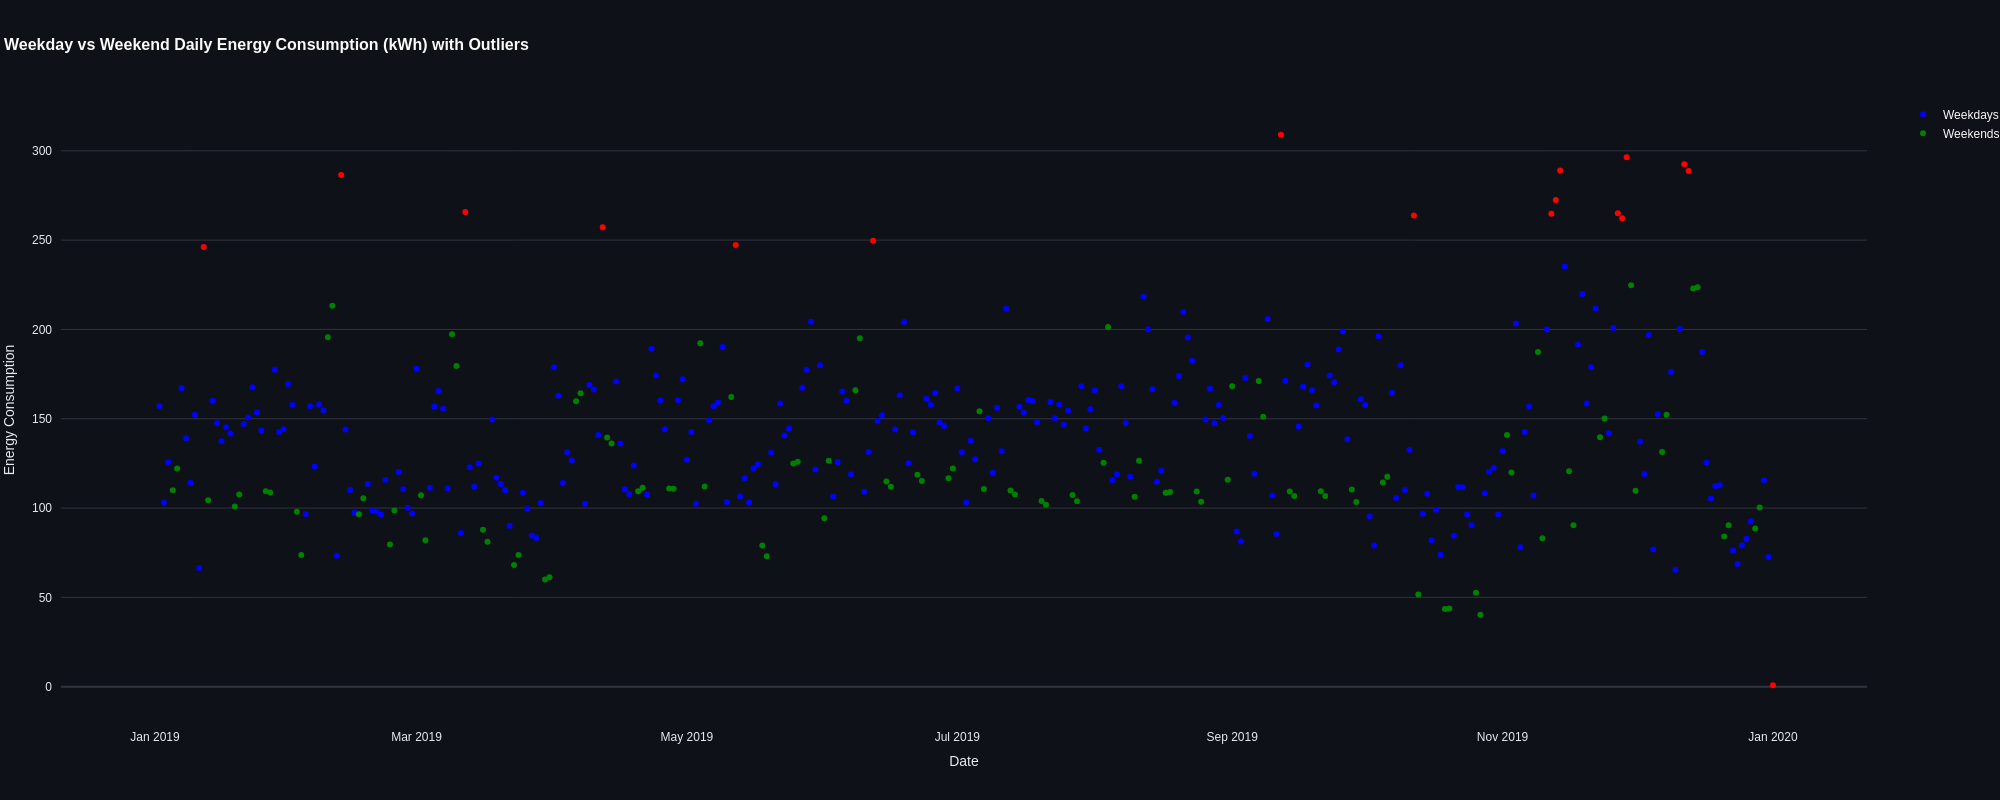 Weekday vs Weekend Daily Energy Consumption (kWh) with Outliers
Weekdays
Weekends
300
250
200
150
100
50
0
Energy Consumption
Jan 2019
Mar 2019
May 2019
Jul 2019
Sep 2019
Nov 2019
Jan 2020
Date